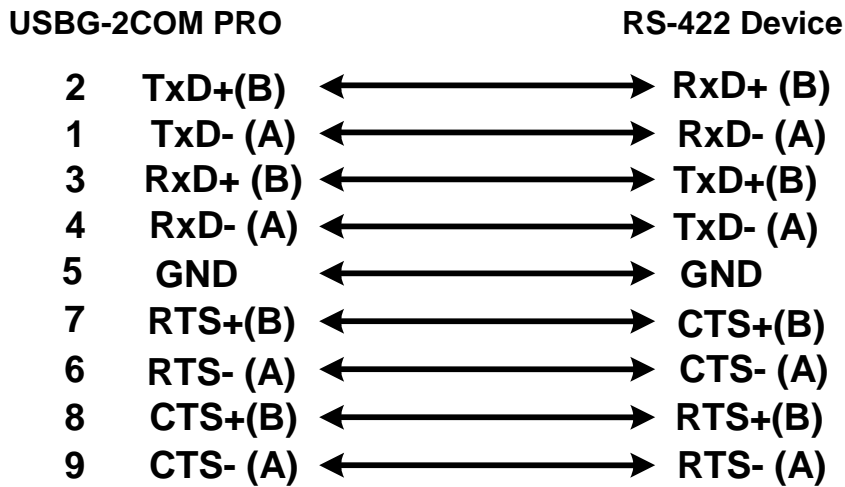 USBG-2COM PRO RS-422 Device
2 TxD+(B) RxD+ (B)
1 TxD- (A) RxD- (A)
3 RxD+ (B) TxD+(B)
4 RxD- (A) TxD- (A)
5 GND GND
7 RTS+(B) CTS+(B)
6 RTS- (A) CTS- (A)
8 CTS+(B) RTS+(B)
9 CTS- (A) RTS- (A)